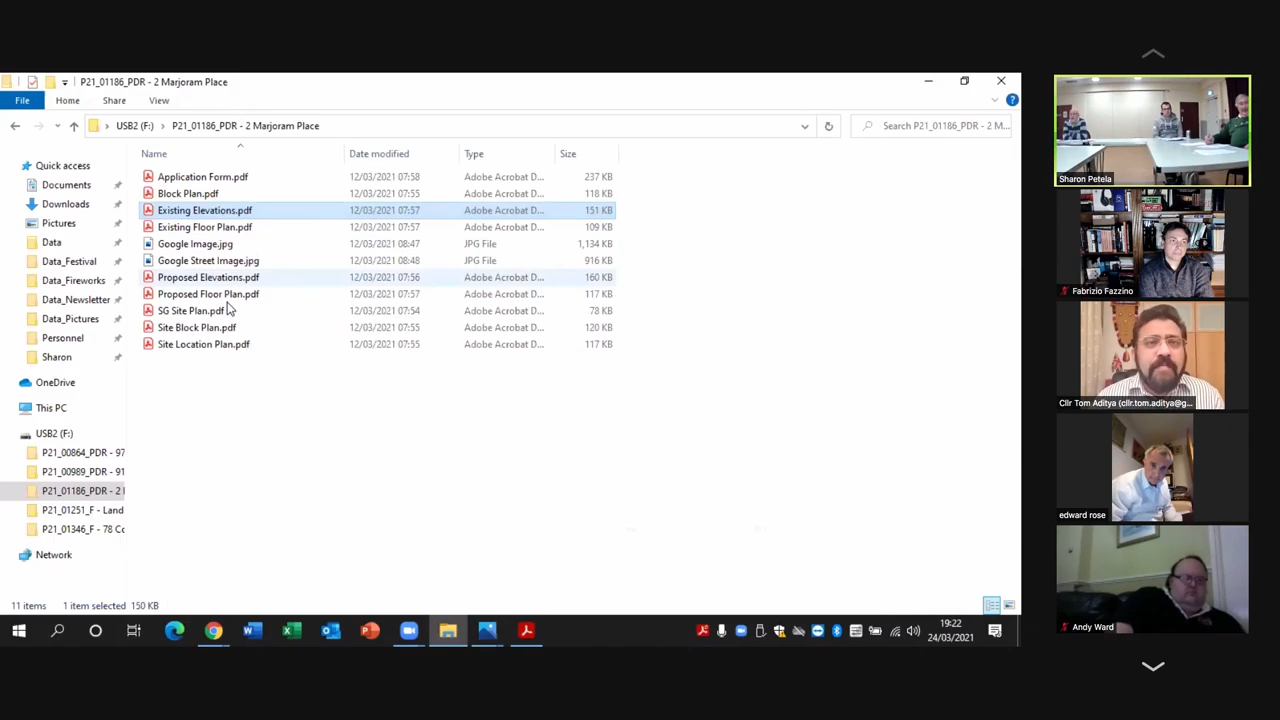 P21_01186_PDR - 2 Marjoram Place
File Home Share View
USB2 (F:) P21_01186_PDR - 2 Marjoram Place
Search P21_01186_PDR - 2 M...
Name Date modified Type Size
Application Form.pdf 12/03/2021 07:58 Adobe Acrobat D... 237 KB
Block Plan.pdf 12/03/2021 07:55 Adobe Acrobat D... 118 KB
Existing Elevations.pdf 12/03/2021 07:57 Adobe Acrobat D... 151 KB
Existing Floor Plan.pdf 12/03/2021 07:57 Adobe Acrobat D... 109 KB
Google Image.jpg 12/03/2021 08:47 JPG File 1,134 KB
Google Street Image.jpg 12/03/2021 08:48 JPG File 916 KB
Proposed Elevations.pdf 12/03/2021 07:56 Adobe Acrobat D... 160 KB
Proposed Floor Plan.pdf 12/03/2021 07:57 Adobe Acrobat D... 117 KB
SG Site Plan.pdf 12/03/2021 07:54 Adobe Acrobat D... 78 KB
Site Block Plan.pdf 12/03/2021 07:55 Adobe Acrobat D... 120 KB
Site Location Plan.pdf 12/03/2021 07:55 Adobe Acrobat D... 117 KB
Quick access
Documents
Downloads
Pictures
Data
Data_Festival
Data_Fireworks
Data_Newsletter
Data_Pictures
Personnel
Sharon
OneDrive
This PC
USB2 (F:)
P21_00864_PDR - 97
P21_00989_PDR - 91
P21_01186_PDR - 2
P21_01251_F - Land
P21_01346_F - 78 Co
Network
11 items 1 item selected 150 KB
19:22
24/03/2021
Sharon Petela
Fabrizio Fazzino
Cllr Tom Aditya (cllr.tom.aditya@g...
edward rose
Andy Ward